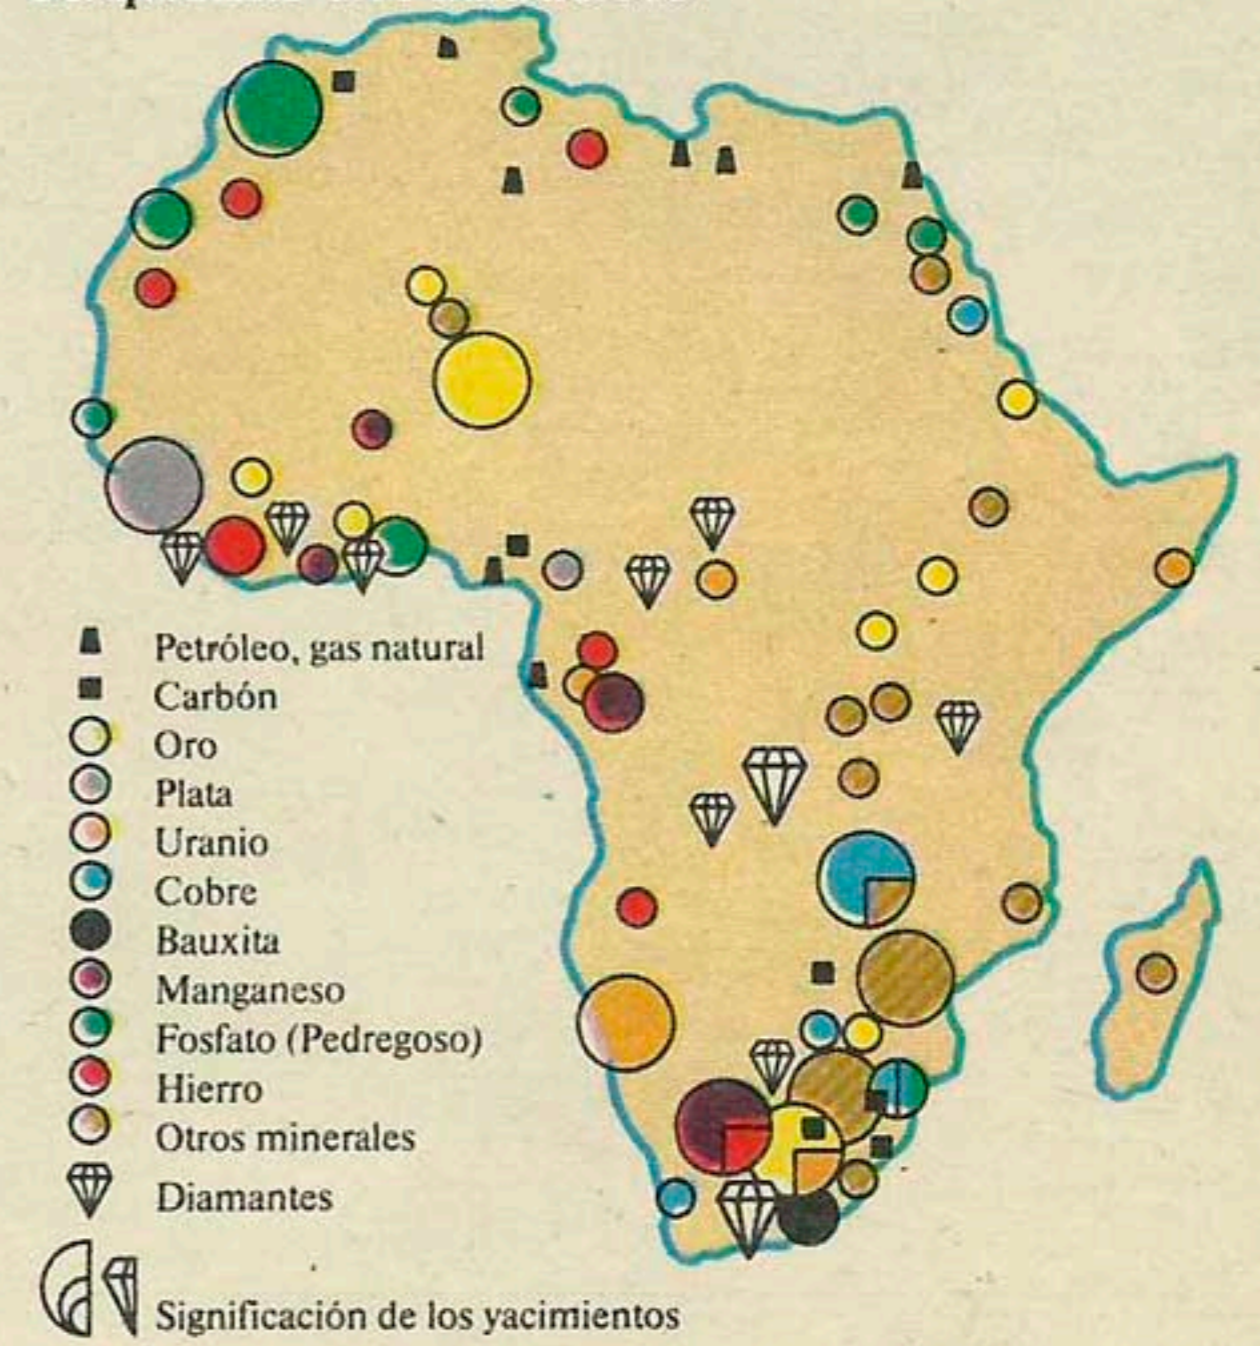 Petróleo, gas natural
Carbón
Oro
Plata
Uranio
Cobre
Bauxita
Manganeso
Fosfato (Pedregoso)
Hierro
Otros minerales
Diamantes
Significación de los yacimientos